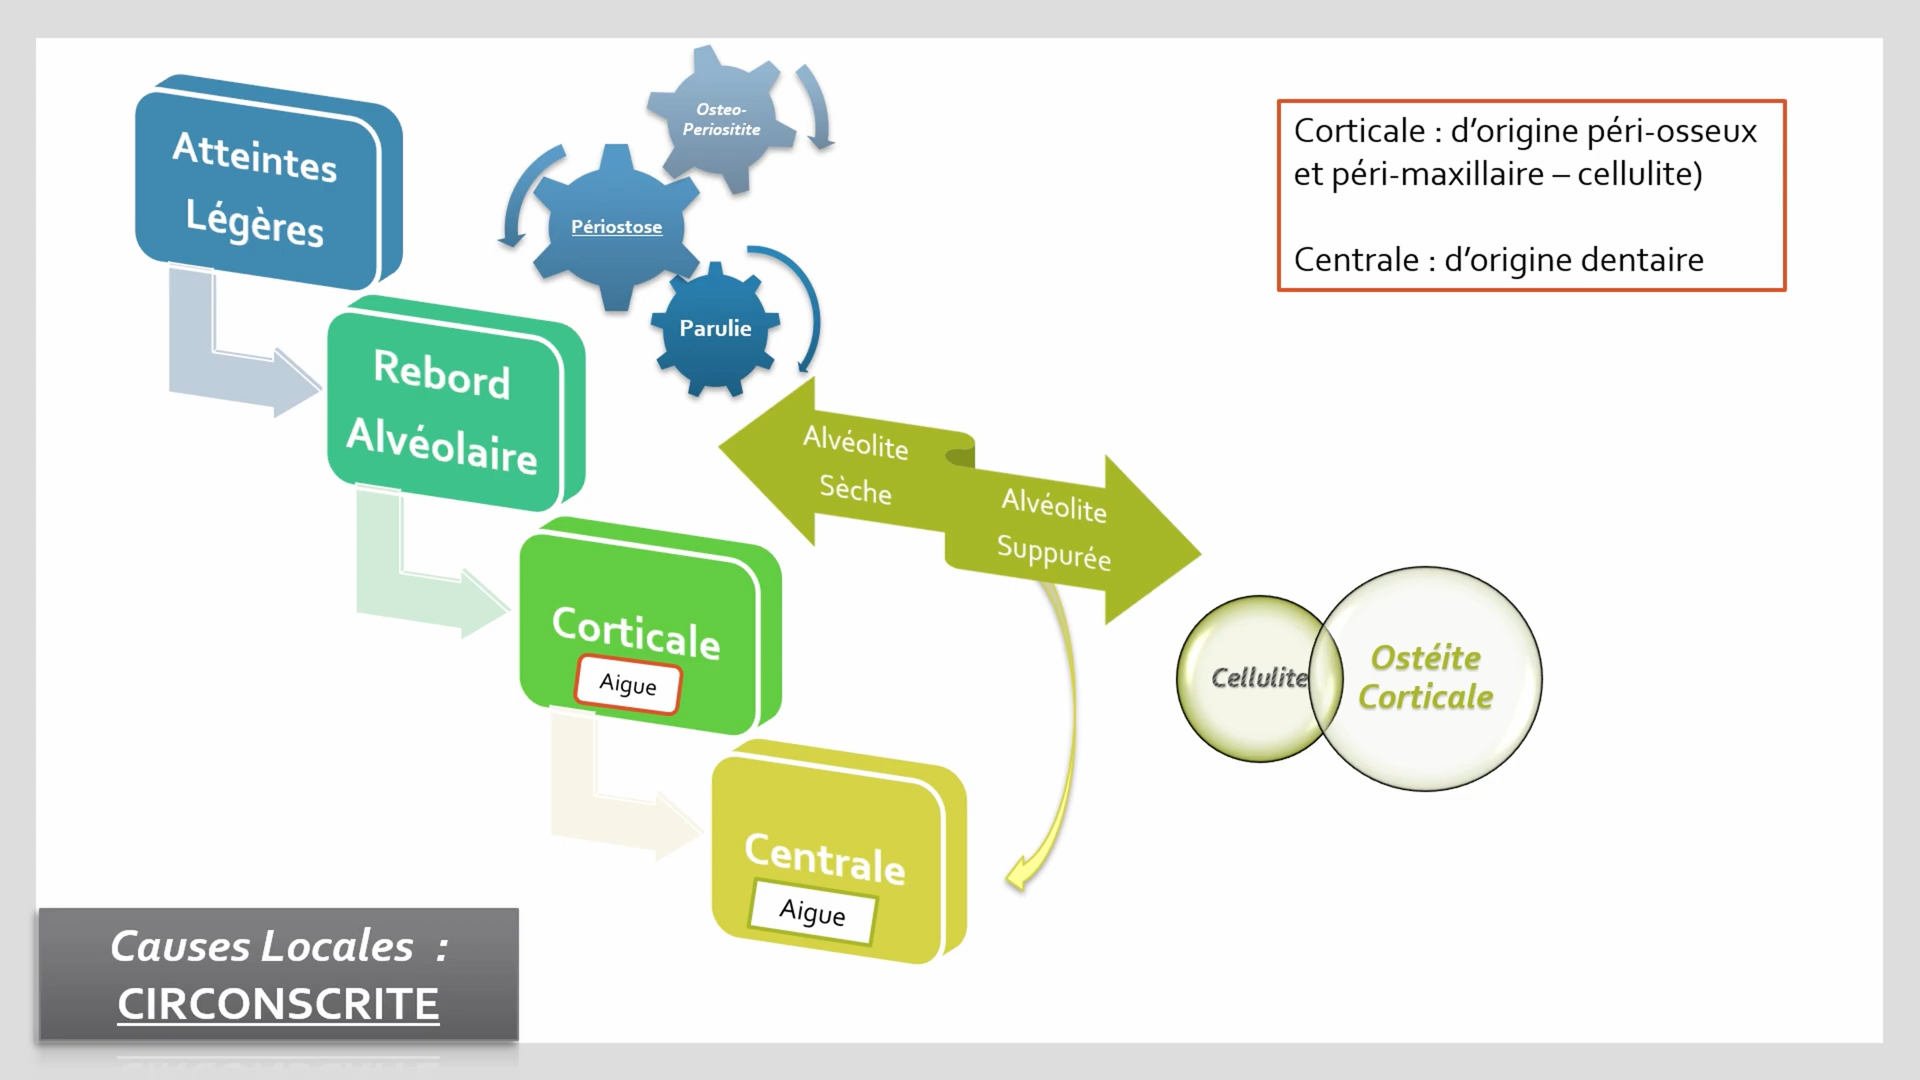 Atteintes
Légères
Osteo-
Periositite
Périostose
Parulie
Corticale : d’origine péri-osseux
et péri-maxillaire – cellulite)
Centrale : d’origine dentaire
Rebord
Alvéolaire
Alvéolite
Sèche
Alvéolite
Suppurée
Corticale
Aigue
Cellulite
Ostéite
Corticale
Centrale
Aigue
Causes Locales :
CIRCONSCRITE